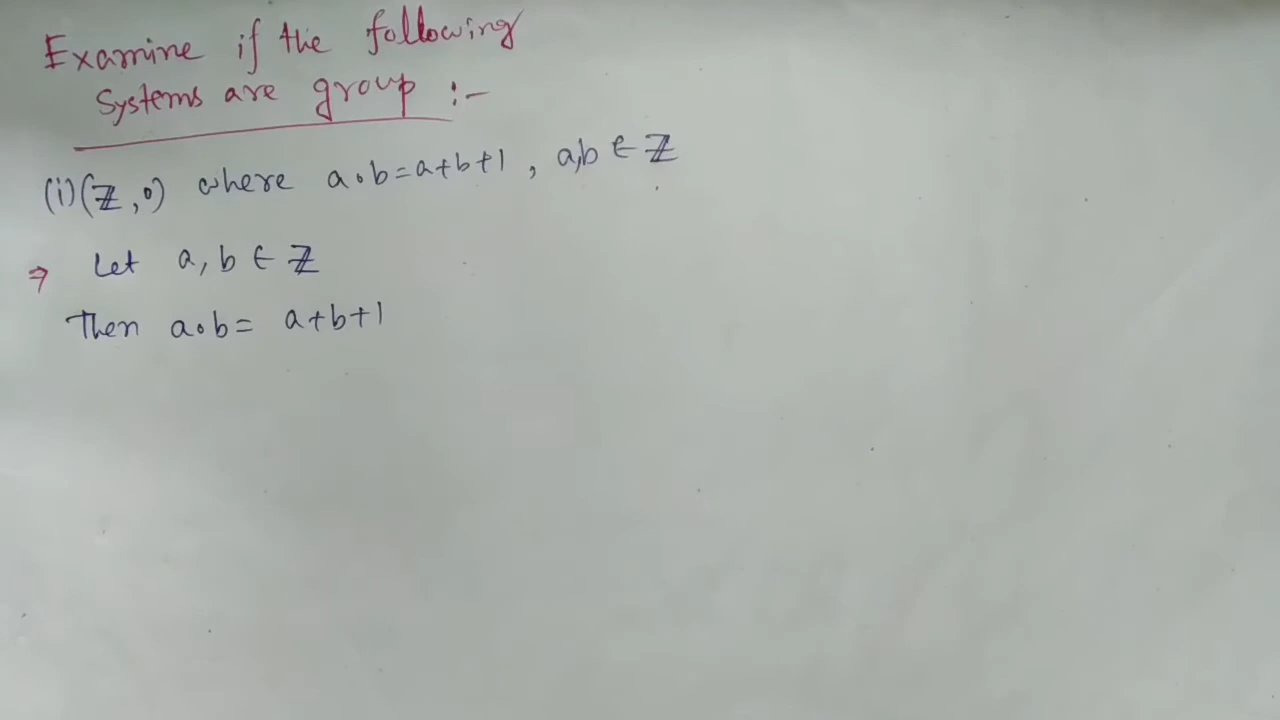 Examine if the following
Systems are group :-
(i) (ℤ, o) where a o b = a + b + 1 , a,b ∈ ℤ
⇒ Let a, b ∈ ℤ
Then a o b = a + b + 1